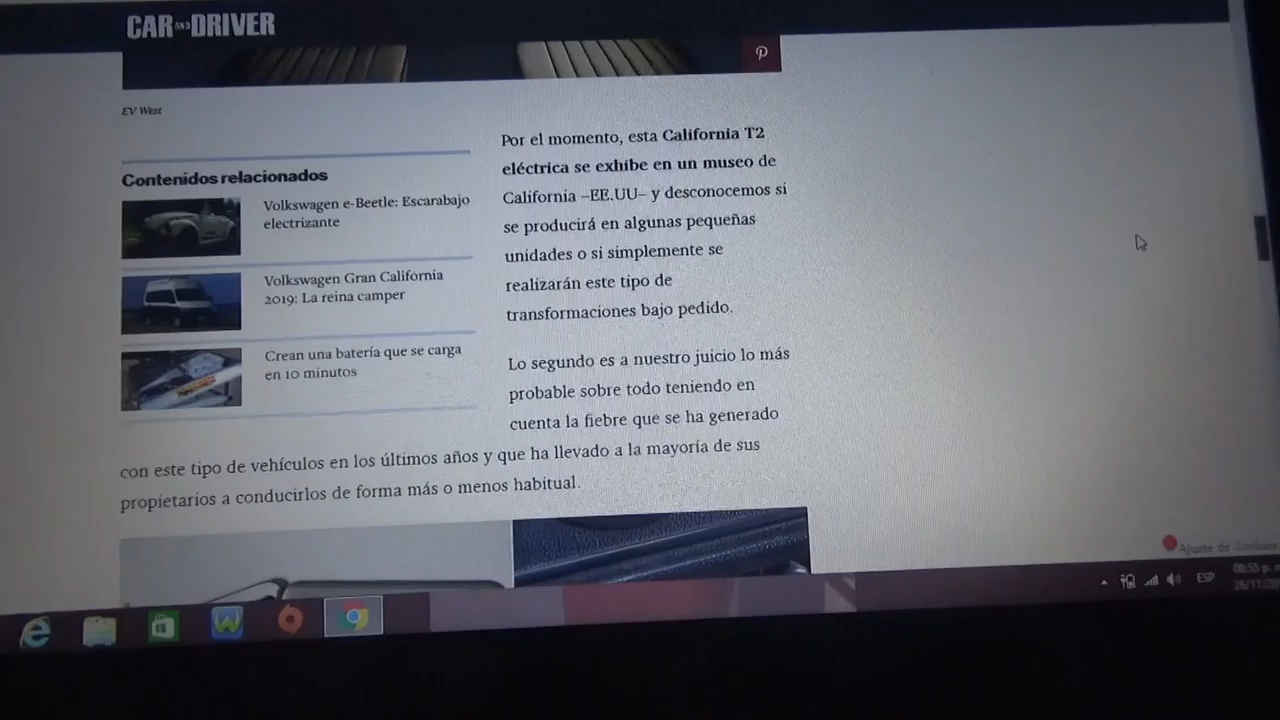 CAR AND DRIVER
EV West
Contenidos relacionados
Volkswagen e-Beetle: Escarabajo
electrizante
Volkswagen Gran California
2019: La reina camper
Crean una batería que se carga
en 10 minutos
Por el momento, esta California T2
eléctrica se exhibe en un museo de
California –EE.UU– y desconocemos si
se producirá en algunas pequeñas
unidades o si simplemente se
realizarán este tipo de
transformaciones bajo pedido.
Lo segundo es a nuestro juicio lo más
probable sobre todo teniendo en
cuenta la fiebre que se ha generado
con este tipo de vehículos en los últimos años y que ha llevado a la mayoría de sus
propietarios a conducirlos de forma más o menos habitual.
Ajuste de
ESP
08:53 p.